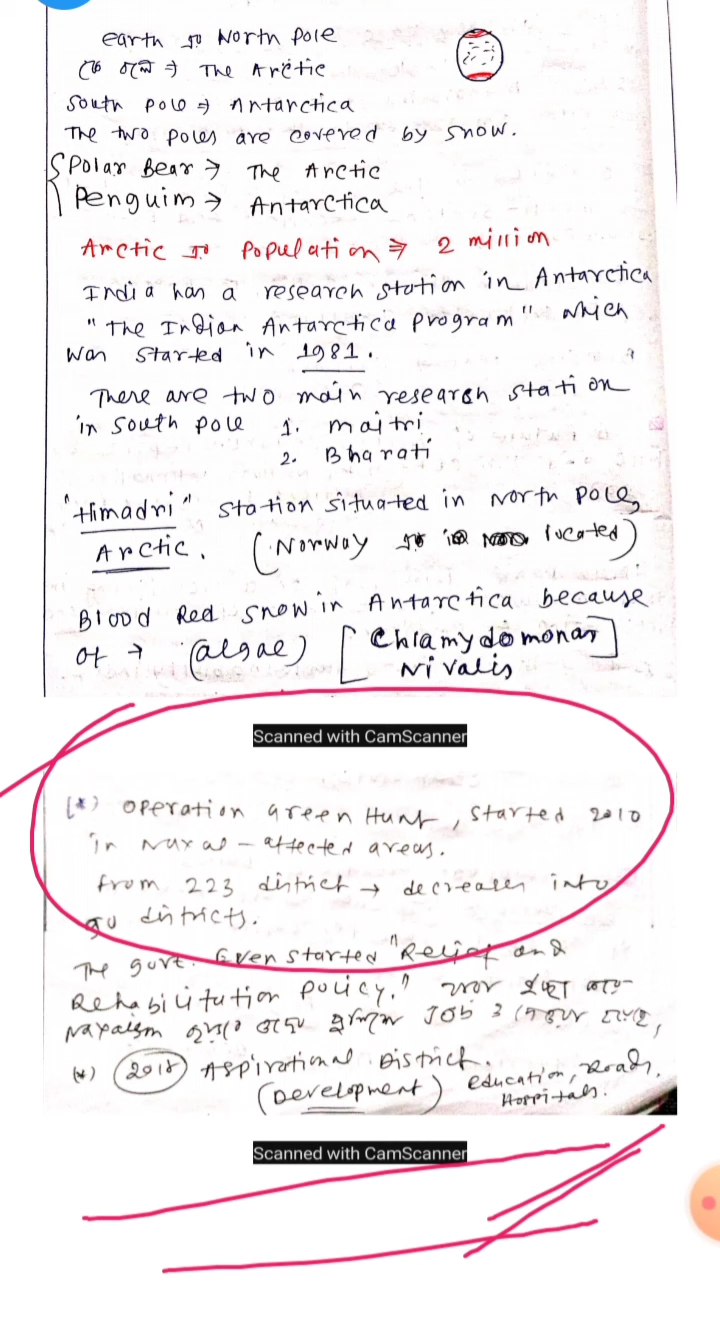 earth র North Pole
কে বলে → The Arctic
South Pole → Antarctica
The two poles are covered by snow.
Polar Bear → The Arctic
Penguim → Antarctica
Arctic র Population ⇒ 2 million
India has a research station in Antarctica
"The Indian Antarctica Program" which
was started in 1981.
There are two main research station
in South Pole 1. maitri
2. Bharati
"Himadri" station situated in North Pole,
Arctic. (Norway located)
Blood Red snow in Antarctica because
of → (algae) [Chlamydomonas]
Nivalis
Scanned with CamScanner
(*) Operation Green Hunt, started 2010
in Naxal-affected areas.
From 223 district → decreases into
90 districts.
The govt. Even started "Relief and
Rehabilitution Policy."
Naxalism JOB
(*) 2018 Aspirational District.
(Development) education, Roads,
Hospitals.
Scanned with CamScanner